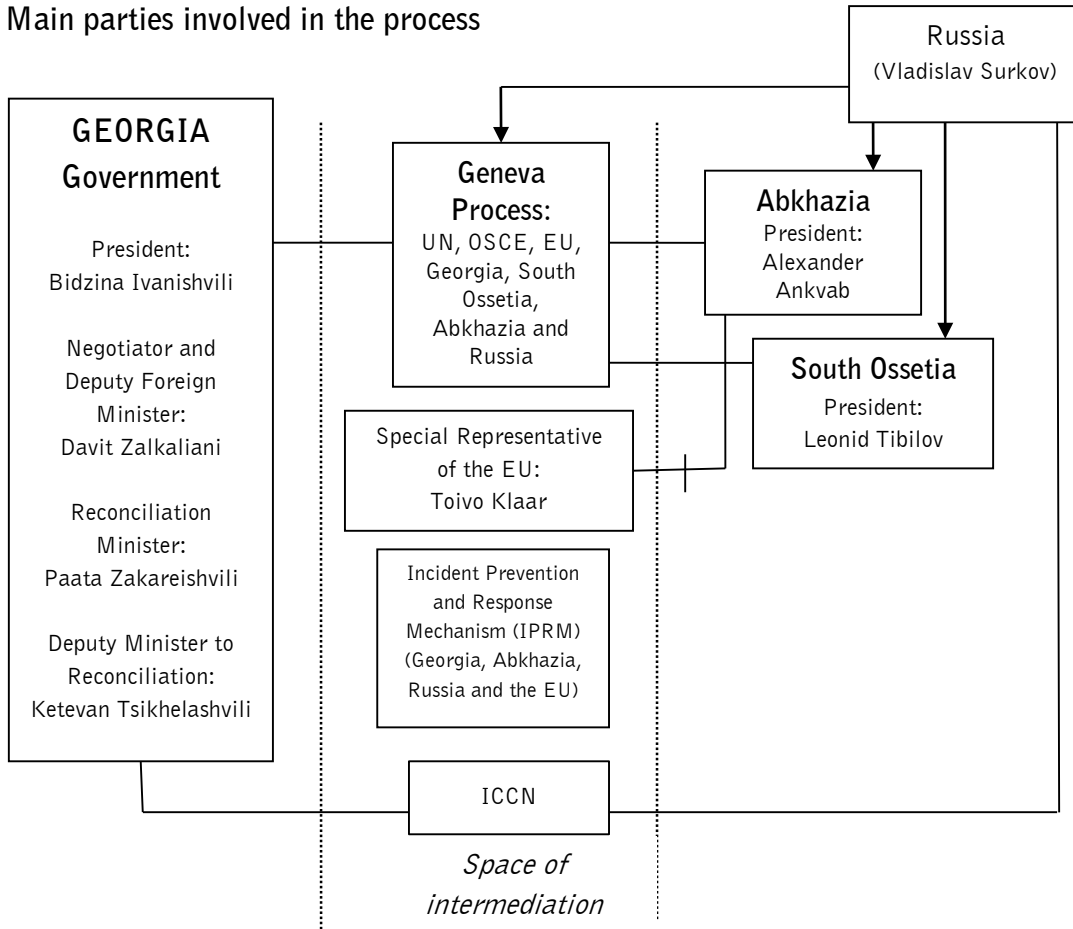 Main parties involved in the process
Russia
(Vladislav Surkov)
GEORGIA
Government
President:
Bidzina Ivanishvili
Negotiator and
Deputy Foreign
Minister:
Davit Zalkaliani
Reconciliation
Minister:
Paata Zakareishvili
Deputy Minister to
Reconciliation:
Ketevan Tsikhelashvili
Geneva
Process:
UN, OSCE, EU,
Georgia, South
Ossetia,
Abkhazia and
Russia
Special Representative
of the EU:
Toivo Klaar
Incident Prevention
and Response
Mechanism (IPRM)
(Georgia, Abkhazia,
Russia and the EU)
ICCN
Space of
intermediation
Abkhazia
President:
Alexander
Ankvab
South Ossetia
President:
Leonid Tibilov